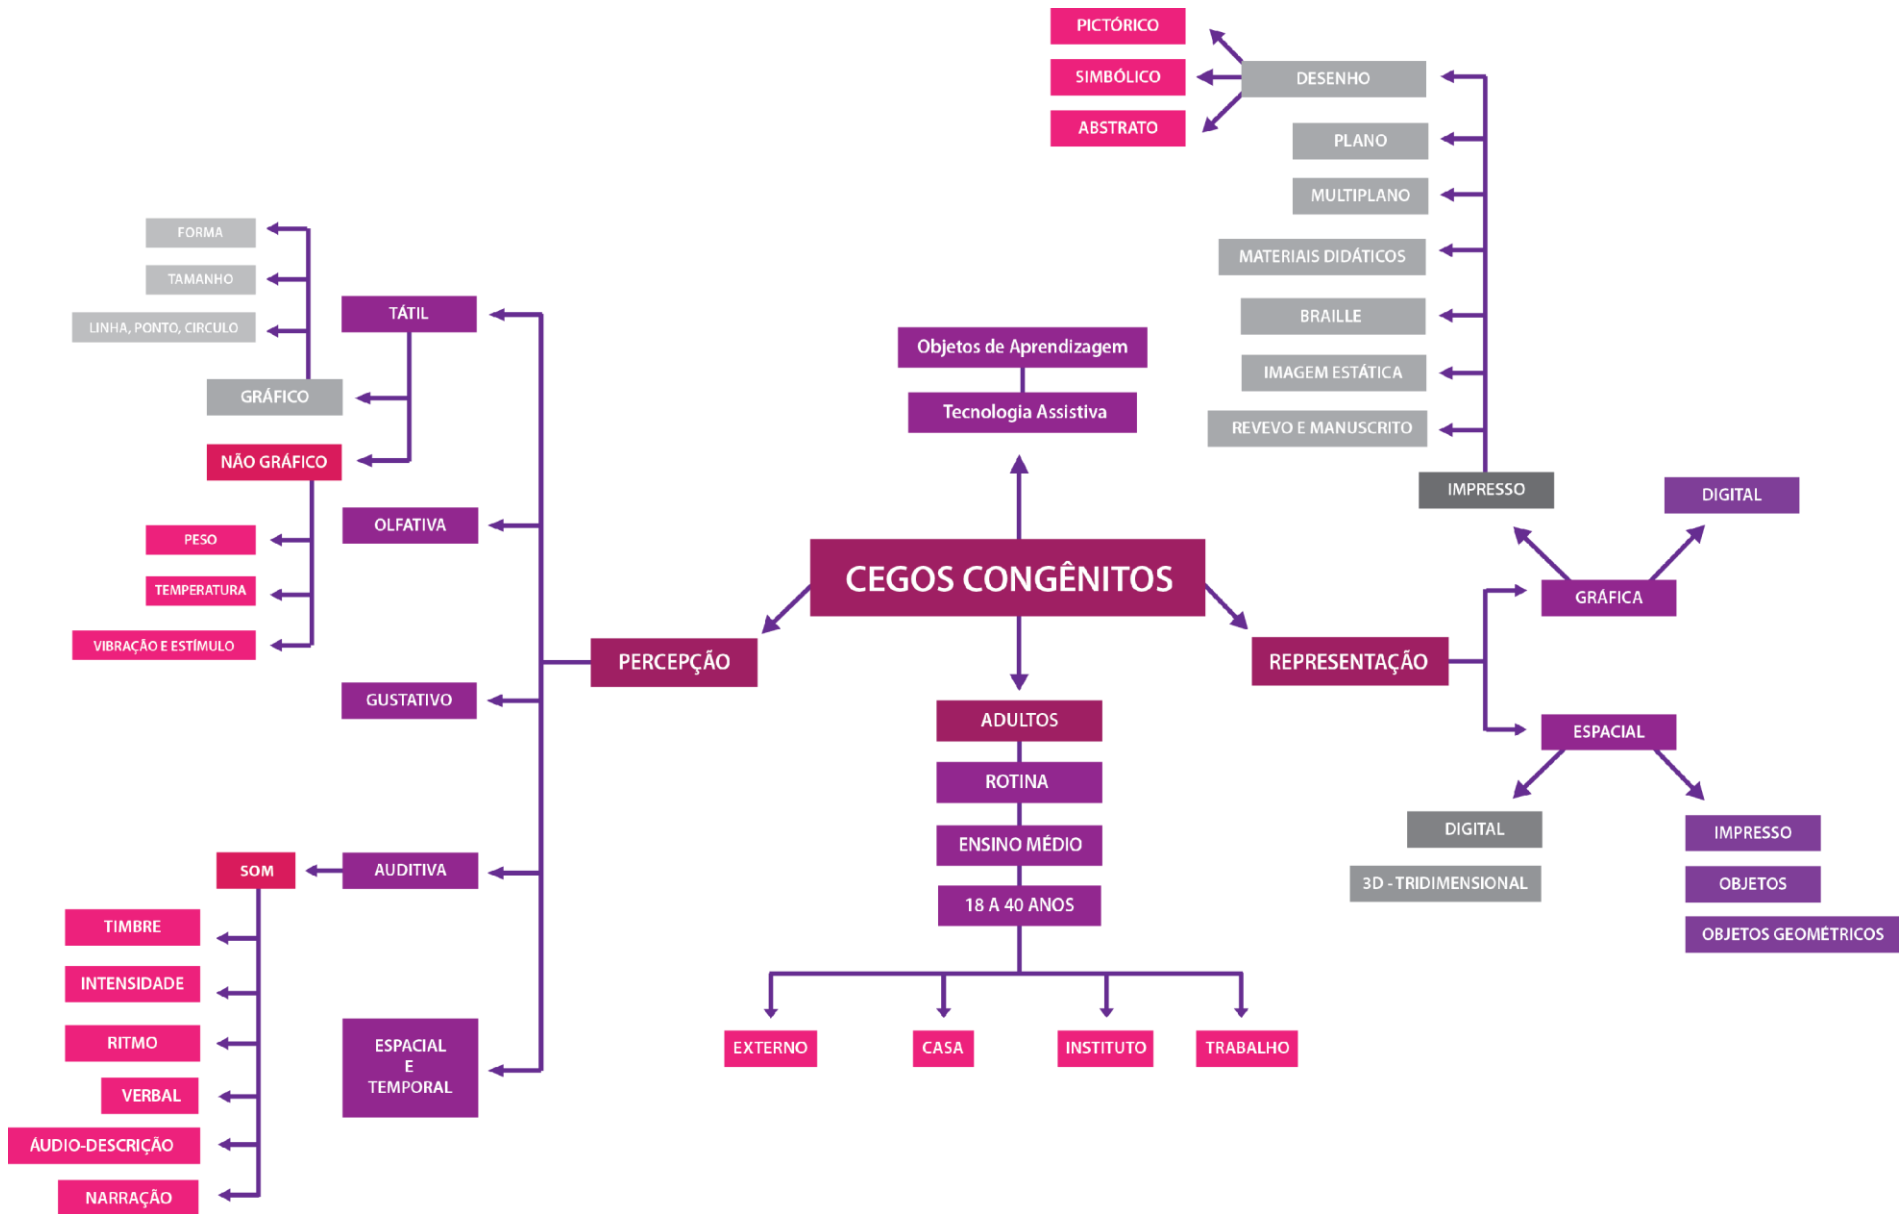 PICTÓRICO
SIMBÓLICO
ABSTRATO
DESENHO
PLANO
MULTIPLANO
MATERIAIS DIDÁTICOS
BRAILLE
IMAGEM ESTÁTICA
REVEVO E MANUSCRITO
IMPRESSO
DIGITAL
GRÁFICA
REPRESENTAÇÃO
ESPACIAL
DIGITAL
3D - TRIDIMENSIONAL
IMPRESSO
OBJETOS
OBJETOS GEOMÉTRICOS
Objetos de Aprendizagem
Tecnologia Assistiva
CEGOS CONGÊNITOS
ADULTOS
ROTINA
ENSINO MÉDIO
18 A 40 ANOS
EXTERNO
CASA
INSTITUTO
TRABALHO
PERCEPÇÃO
TÁTIL
FORMA
TAMANHO
LINHA, PONTO, CIRCULO
GRÁFICO
NÃO GRÁFICO
PESO
TEMPERATURA
VIBRAÇÃO E ESTÍMULO
OLFATIVA
GUSTATIVO
AUDITIVA
SOM
TIMBRE
INTENSIDADE
RITMO
VERBAL
ÁUDIO-DESCRIÇÃO
NARRAÇÃO
ESPACIAL
E
TEMPORAL